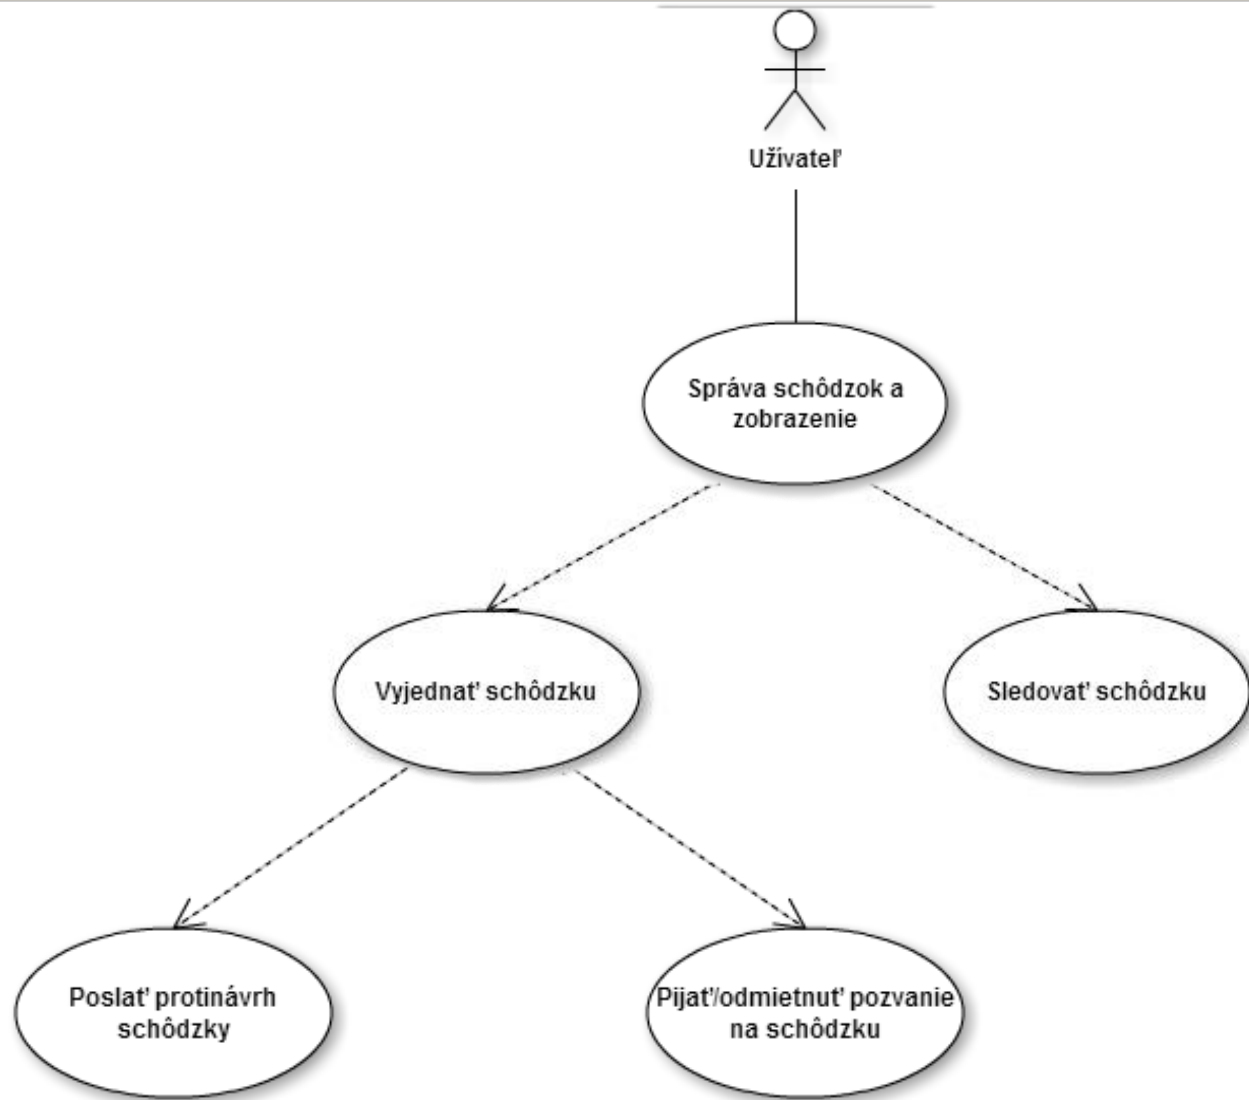 Užívateľ
Správa schôdzok a
zobrazenie
Vyjednať schôdzku
Sledovať schôdzku
Poslať protinávrh
schôdzky
Pijať/odmietnuť pozvanie
na schôdzku